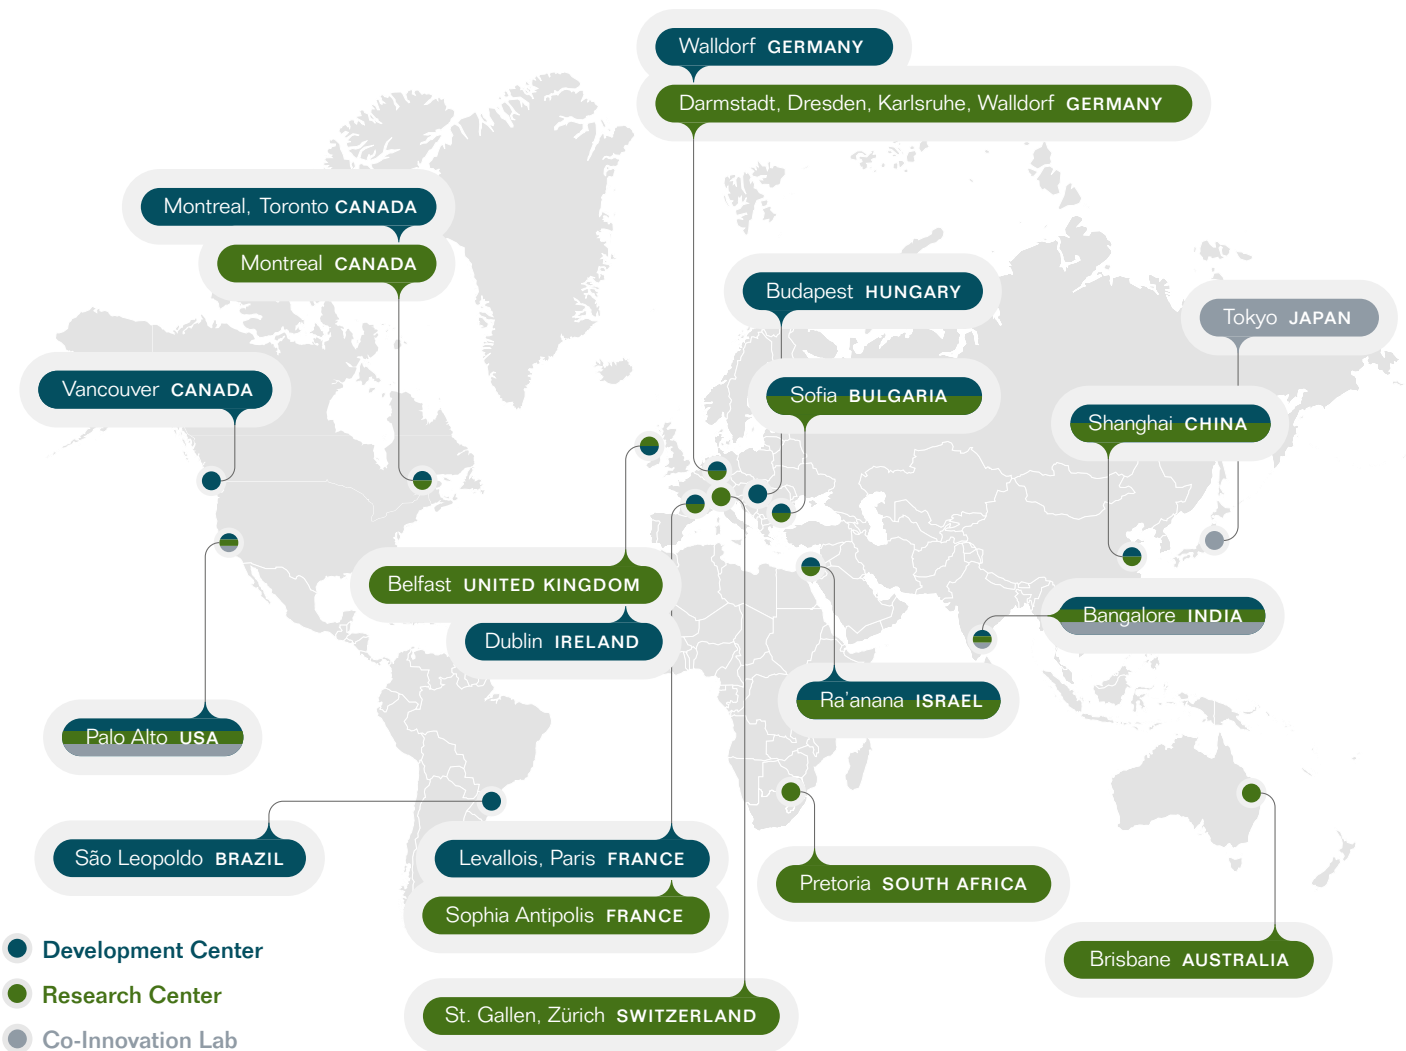 Walldorf GERMANY
Darmstadt, Dresden, Karlsruhe, Walldorf GERMANY
Montreal, Toronto CANADA
Montreal CANADA
Budapest HUNGARY
Tokyo JAPAN
Vancouver CANADA
Sofia BULGARIA
Shanghai CHINA
Belfast UNITED KINGDOM
Dublin IRELAND
Bangalore INDIA
Ra'anana ISRAEL
Palo Alto USA
São Leopoldo BRAZIL
Levallois, Paris FRANCE
Sophia Antipolis FRANCE
Pretoria SOUTH AFRICA
Brisbane AUSTRALIA
St. Gallen, Zürich SWITZERLAND
Development Center
Research Center
Co-Innovation Lab